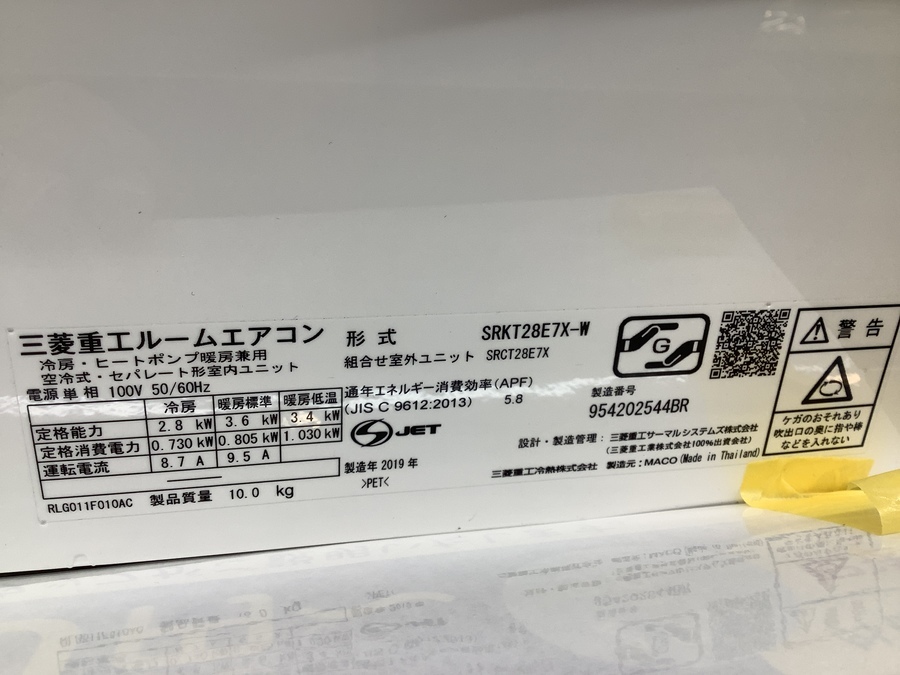 三菱重工ルームエアコン
冷房・ヒートポンプ暖房兼用
空冷式・セパレート形室内ユニット
電源 単相 100V 50/60Hz
冷房 暖房標準 暖房低温
定格能力 2.8 kW 3.6 kW 3.4 kW
定格消費電力 0.730 kW 0.805 kW 1.030 kW
運転電流 8.7 A 9.5 A
RLG011F010AC 製品質量 10.0 kg
形式 SRKT28E7X-W
組合せ室外ユニット SRCT28E7X
通年エネルギー消費効率(APF)
(JIS C 9612:2013) 5.8
JET
製造年 2019 年
>PET<
G
製造番号
954202544BR
設計・製造管理: 三菱重工サーマルシステムズ株式会社
(三菱重工業株式会社100%出資会社)
三菱重工冷熱株式会社 製造元: MACO (Made in Thailand)
警告
ケガのおそれあり
吹出口の奥に指や棒
などを入れない